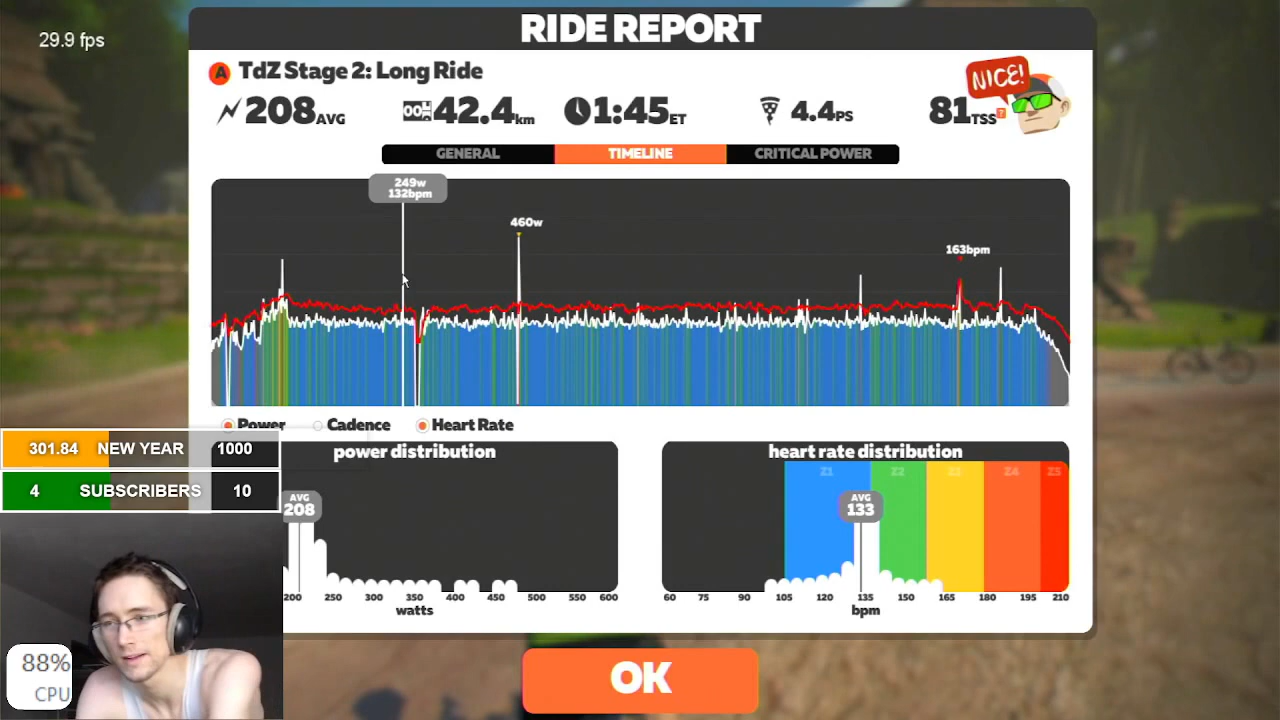 29.9 fps
RIDE REPORT
A TdZ Stage 2: Long Ride
NICE!
208 AVG
42.4 km
1:45 ET
4.4 PS
81 TSS ?
GENERAL
TIMELINE
CRITICAL POWER
249w
132bpm
460w
163bpm
Power
Cadence
Heart Rate
301.84 NEW YEAR 1000
4 SUBSCRIBERS 10
power distribution
AVG
208
200 250 300 350 400 450 500 550 600
watts
heart rate distribution
Z1 Z2 Z3 Z4 Z5
AVG
133
60 75 90 105 120 135 150 165 180 195 210
bpm
88%
CPU
OK